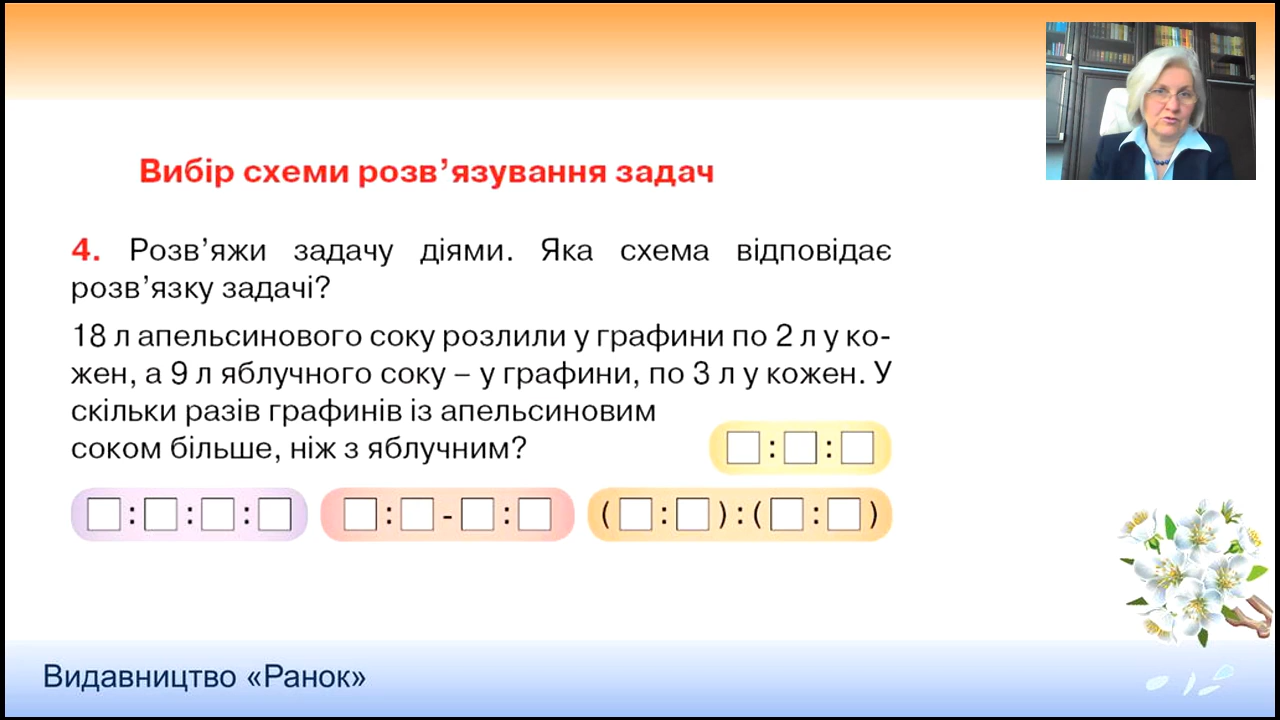 Вибір схеми розв’язування задач
4. Розв’яжи задачу діями. Яка схема відповідає
розв’язку задачі?
18 л апельсинового соку розлили у графини по 2 л у ко-
жен, а 9 л яблучного соку – у графини, по 3 л у кожен. У
скільки разів графинів із апельсиновим
соком більше, ніж з яблучним?
□ : □ : □
□ : □ : □ : □
□ : □ - □ : □
( □ : □ ) : ( □ : □ )
Видавництво «Ранок»